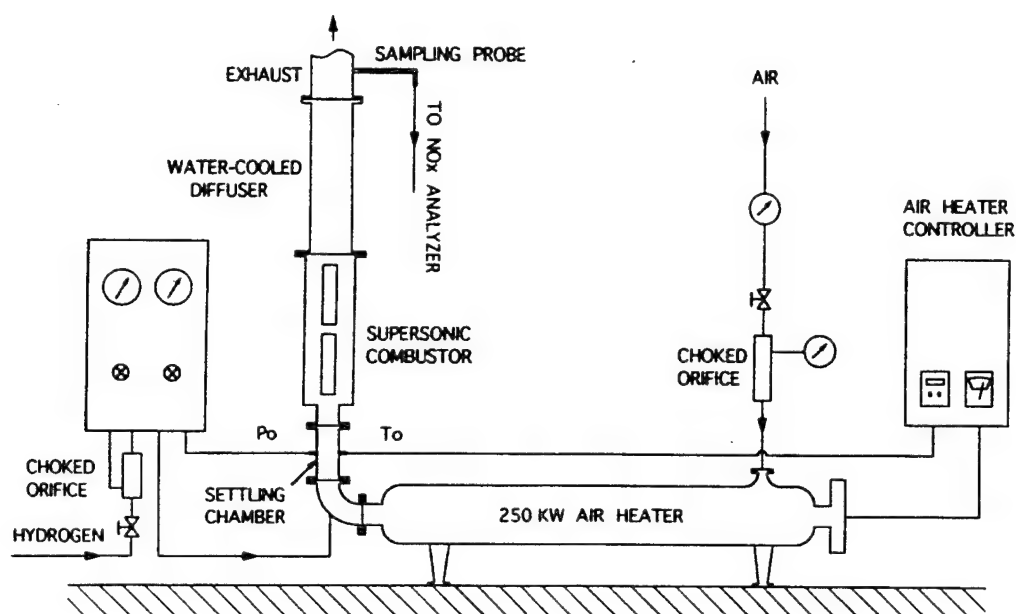 SAMPLING PROBE
EXHAUST
TO NOx ANALYZER
AIR
WATER-COOLED
DIFFUSER
AIR HEATER
CONTROLLER
SUPERSONIC
COMBUSTOR
CHOKED
ORIFICE
Po
To
CHOKED
ORIFICE
SETTLING
CHAMBER
250 KW AIR HEATER
HYDROGEN